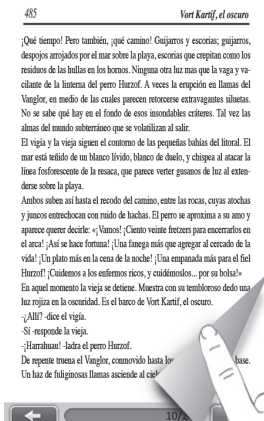 485
Vort Kartif, el oscuro
¡Qué tiempo! Pero también, ¡qué camino! Guijarros y escorias; guijarros,
despojos arrojados por el mar sobre la playa, escorias que crepitan como los
residuos de las hullas en los hornos. Ninguna otra luz mas que la vaga y va-
cilante de la linterna del perro Hurzof. A veces la erupción en llamas del
Vanglor, en medio de las cuales parecen retorcerse extravagantes siluetas.
No se sabe qué hay en el fondo de esos insondables cráteres. Tal vez las
almas del mundo subterráneo que se volatilizan al salir.
El vigía y la vieja siguen el contorno de las pequeñas bahías del litoral. El
mar está teñido de un blanco lívido, blanco de duelo, y chispea al atacar la
línea fosforescente de la resaca, que parece verter gusanos de luz al exten-
derse sobre la playa.
Ambos suben así hasta el recodo del camino, entre las rocas, cuyas atochas
y juncos entrechocan con ruido de hachas. El perro se aproxima a su amo y
aparece querer decirle: «¡Vamos! ¡Ciento veinte fretzers para encerrarlos en
el arca! ¡Así se hace fortuna! ¡Una fanega más que agregar al cercado de la
vida! ¡Un plato más en la cena de la noche! ¡Una empanada más para el fiel
Hurzof! ¡Cuidemos a los enfermos ricos, y cuidémoslos... por su bolsa!»
En aquel momento la vieja se detiene. Muestra con su tembloroso dedo una
luz rojiza en la oscuridad. Es el barco de Vort Kartif, el oscuro.
-¿Allí? -dice el vigía.
-Sí -responde la vieja.
-¡Harrahuau! -ladra el perro Hurzof.
De repente truena el Vanglor, conmovido hasta los base.
Un haz de fuliginosas llamas asciende al